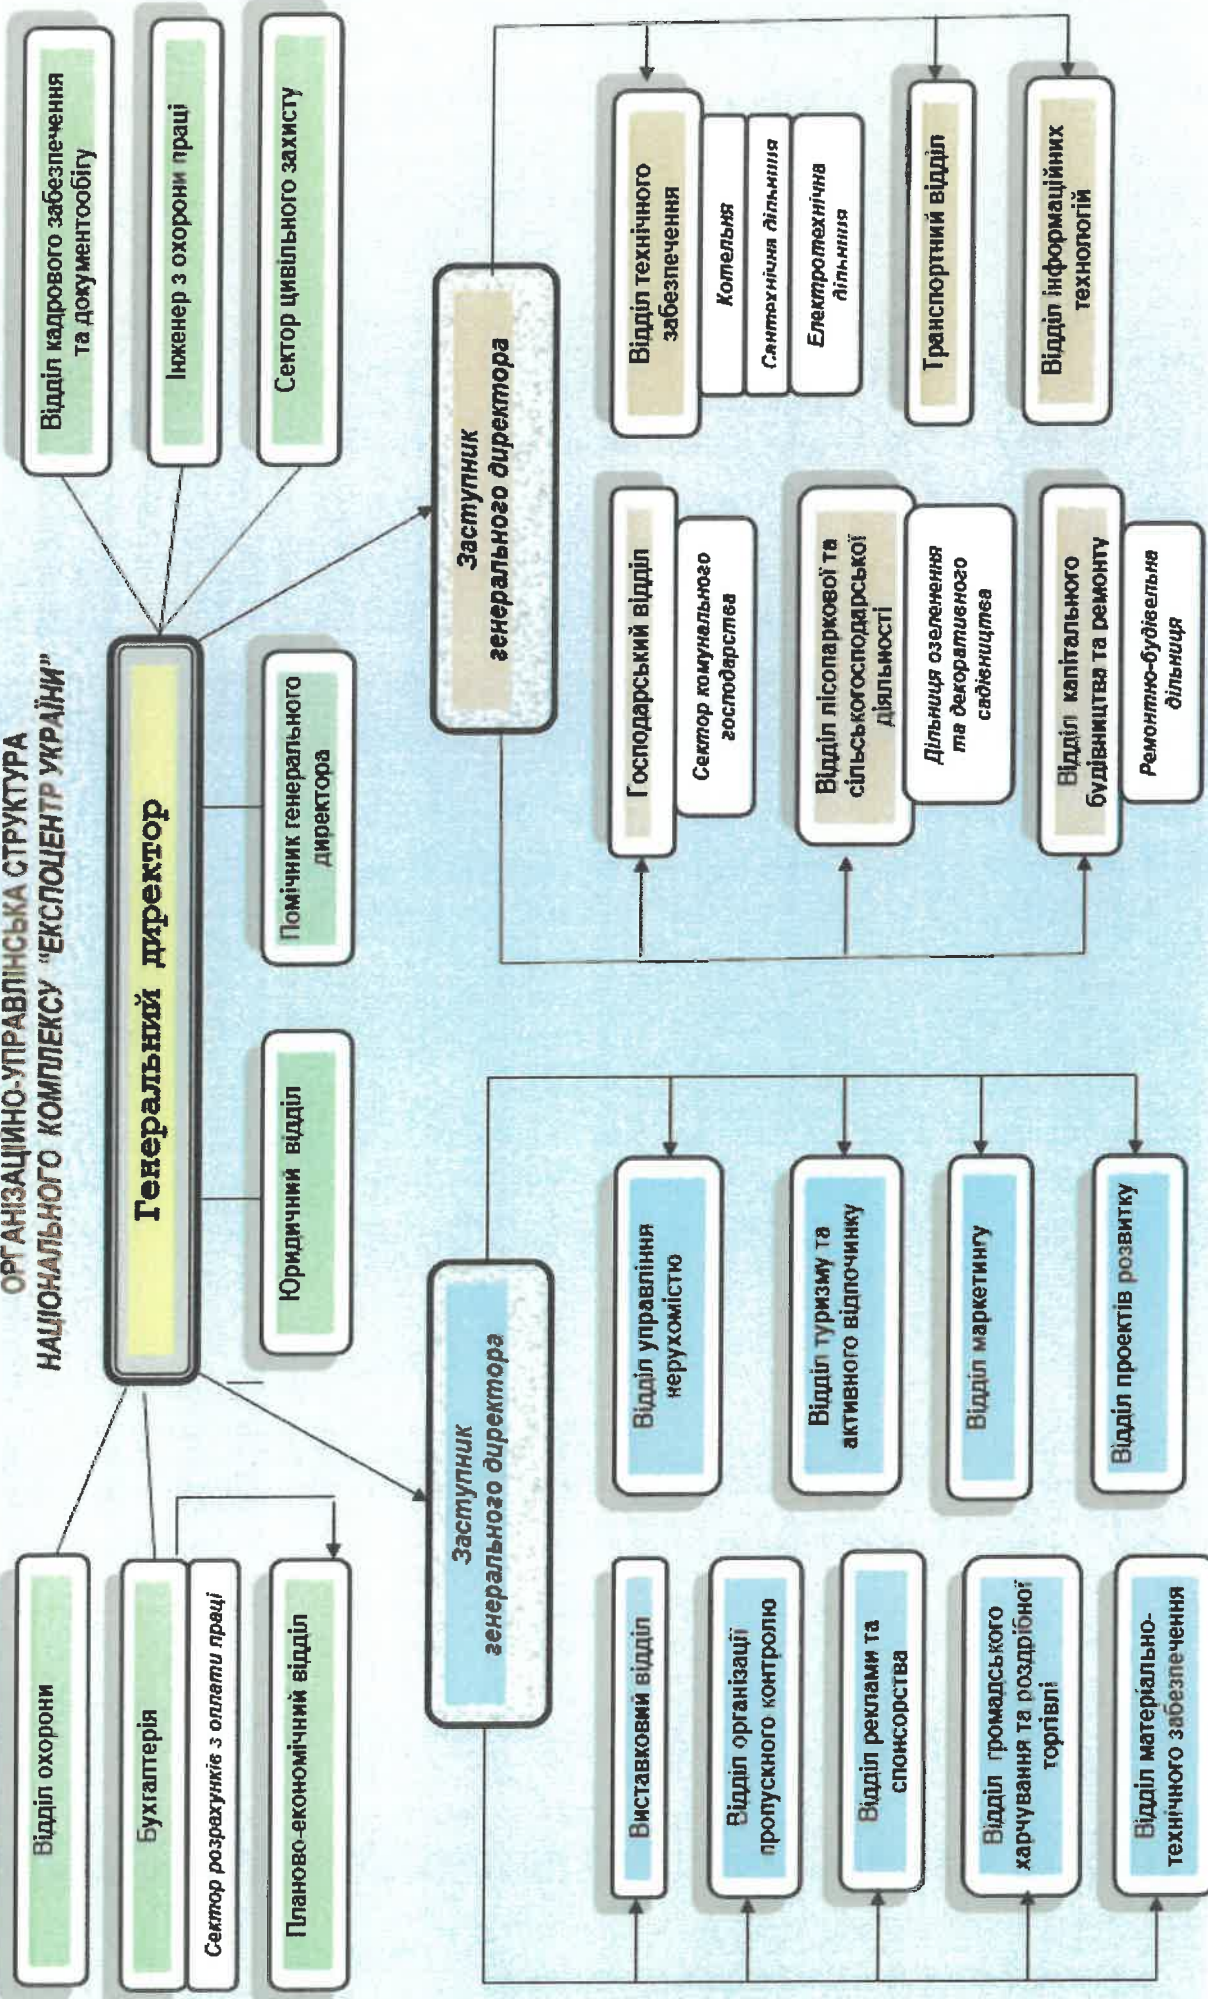 ОРГАНІЗАЦІЙНО-УПРАВЛІНСЬКА СТРУКТУРА
НАЦІОНАЛЬНОГО КОМПЛЕКСУ "ЕКСПОЦЕНТР УКРАЇНИ"
Генеральний директор
Відділ охорони
Бухгалтерія
Сектор розрахунків з оплати праці
Планово-економічний відділ
Юридичний відділ
Помічник генерального
директора
Відділ кадрового забезпечення
та документообігу
Інженер з охорони праці
Сектор цивільного захисту
Заступник
генерального директора
Виставковий відділ
Відділ організації
пропускного контролю
Відділ реклами та
спонсорства
Відділ громадського
харчування та роздрібної
торгівлі
Відділ матеріально-
технічного забезпечення
Відділ управління
нерухомістю
Відділ туризму та
активного відпочинку
Відділ маркетингу
Відділ проектів розвитку
Заступник
генерального директора
Господарський відділ
Сектор комунального
господарства
Відділ лісопаркової та
сільськогосподарської
діяльності
Дільниця озеленення
та декоративного
садівництва
Відділ капітального
будівництва та ремонту
Ремонтно-будівельна
дільниця
Відділ технічного
забезпечення
Котельня
Сантехнічна дільниця
Електротехнічна
дільниця
Транспортний відділ
Відділ інформаційних
технологій